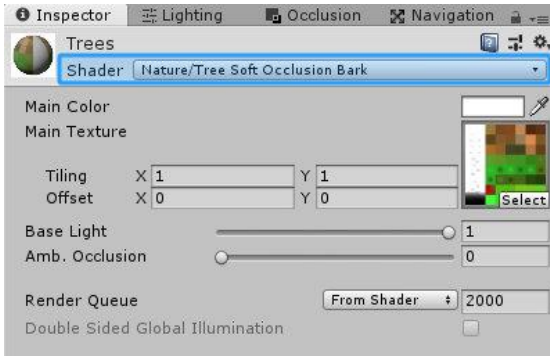 Inspector Lighting Occlusion Navigation
Trees
Shader Nature/Tree Soft Occlusion Bark
Main Color
Main Texture
Tiling X 1 Y 1
Offset X 0 Y 0
Select
Base Light 1
Amb. Occlusion 0
Render Queue From Shader 2000
Double Sided Global Illumination